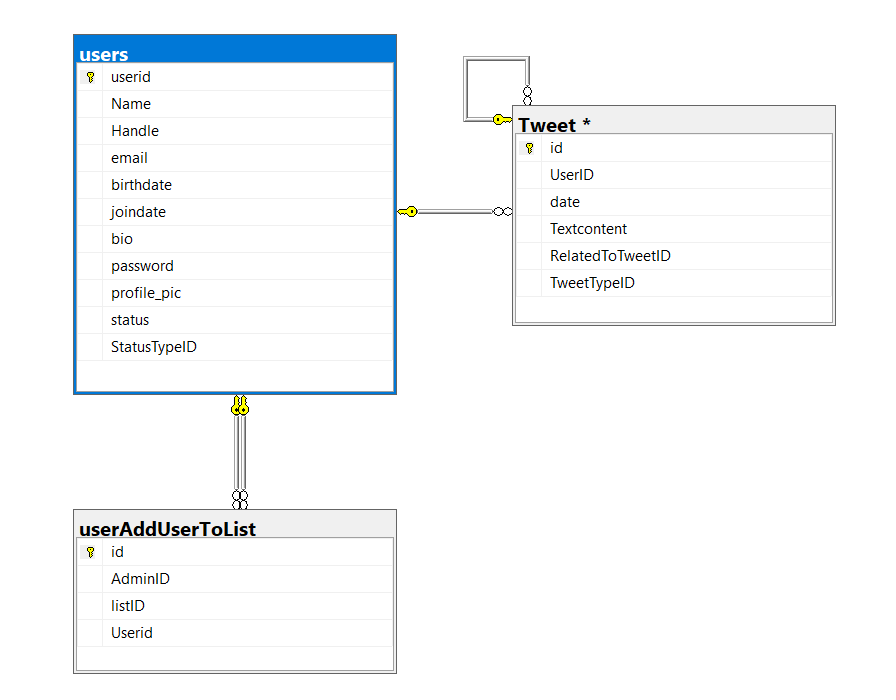 users
userid
Name
Handle
email
birthdate
joindate
bio
password
profile_pic
status
StatusTypeID
Tweet *
id
UserID
date
Textcontent
RelatedToTweetID
TweetTypeID
userAddUserToList
id
AdminID
listID
Userid